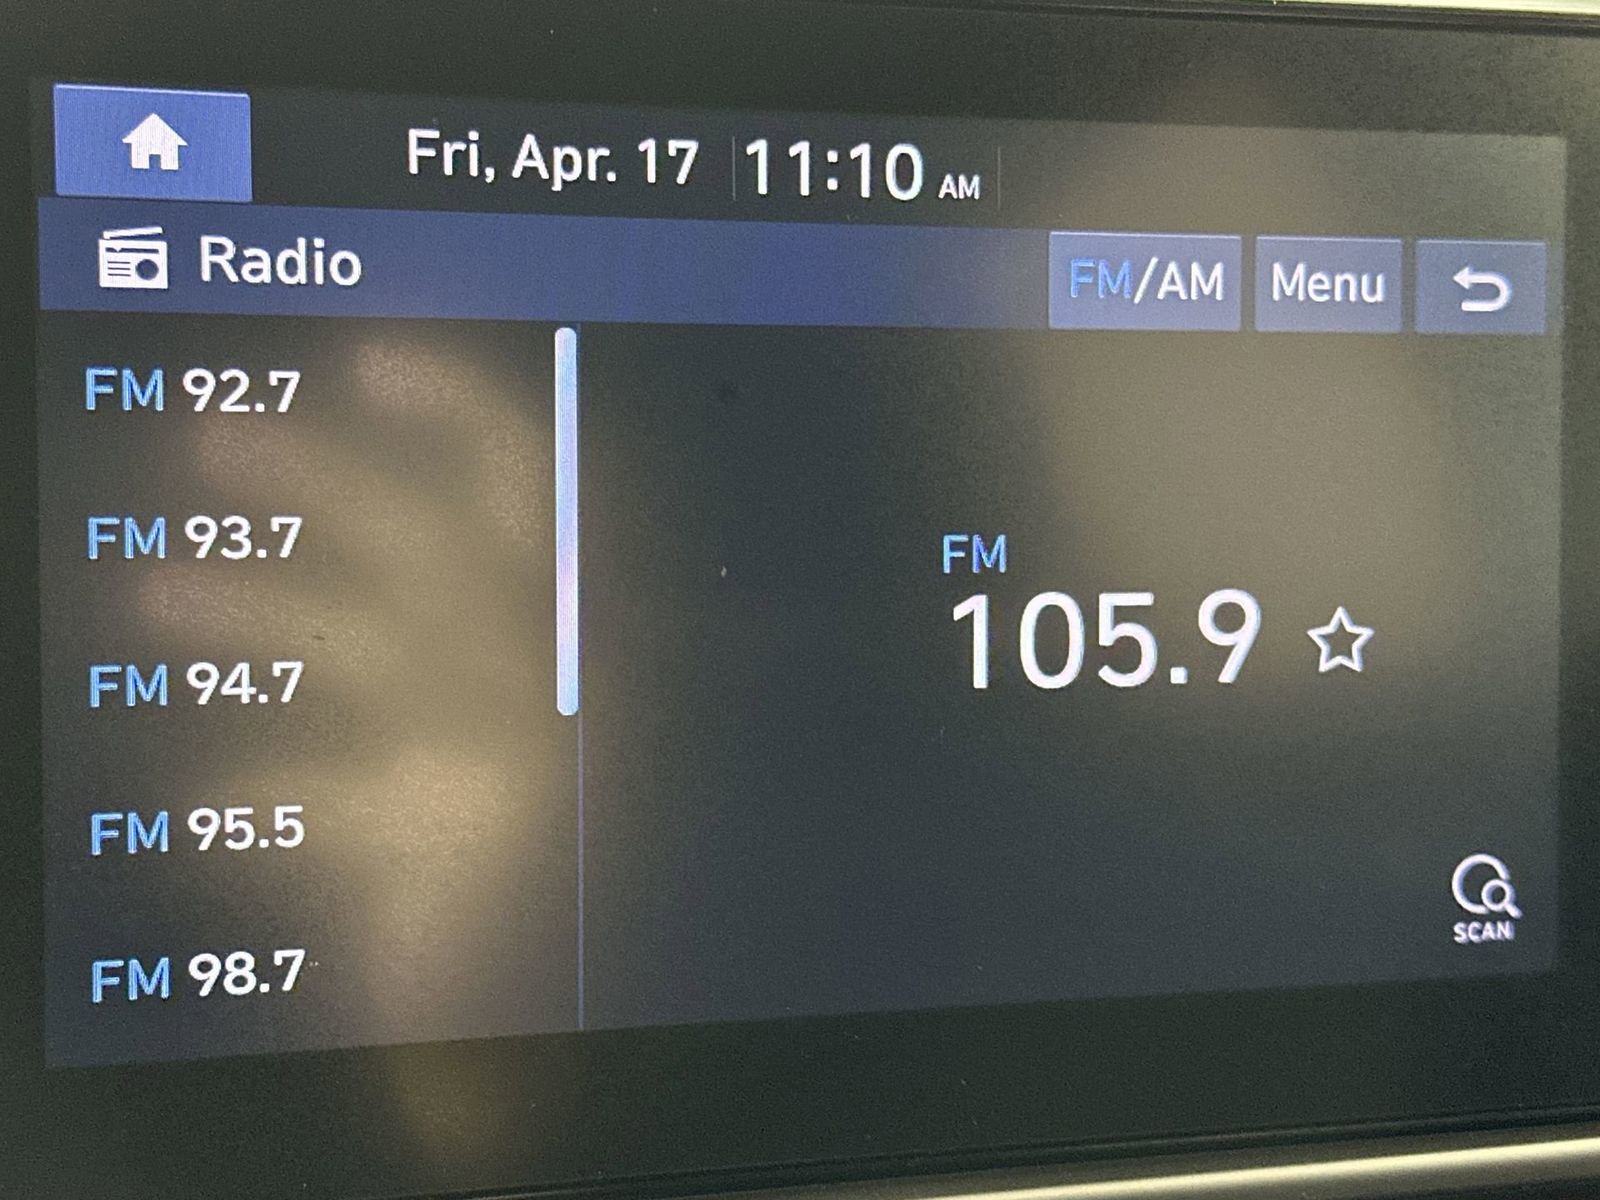 Fri, Apr. 17 11:10 AM
Radio FM/AM Menu
FM 92.7
FM 93.7
FM 94.7
FM 95.5
FM 98.7
FM
105.9
SCAN